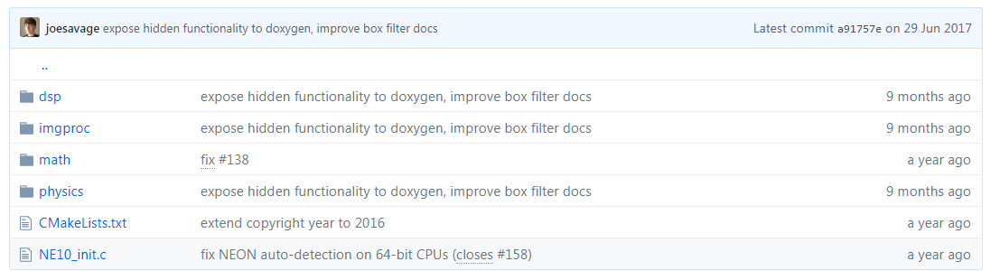 joesavage expose hidden functionality to doxygen, improve box filter docs Latest commit a91757e on 29 Jun 2017
..
dsp expose hidden functionality to doxygen, improve box filter docs 9 months ago
imgproc expose hidden functionality to doxygen, improve box filter docs 9 months ago
math fix #138 a year ago
physics expose hidden functionality to doxygen, improve box filter docs 9 months ago
CMakeLists.txt extend copyright year to 2016 a year ago
NE10_init.c fix NEON auto-detection on 64-bit CPUs (closes #158) a year ago